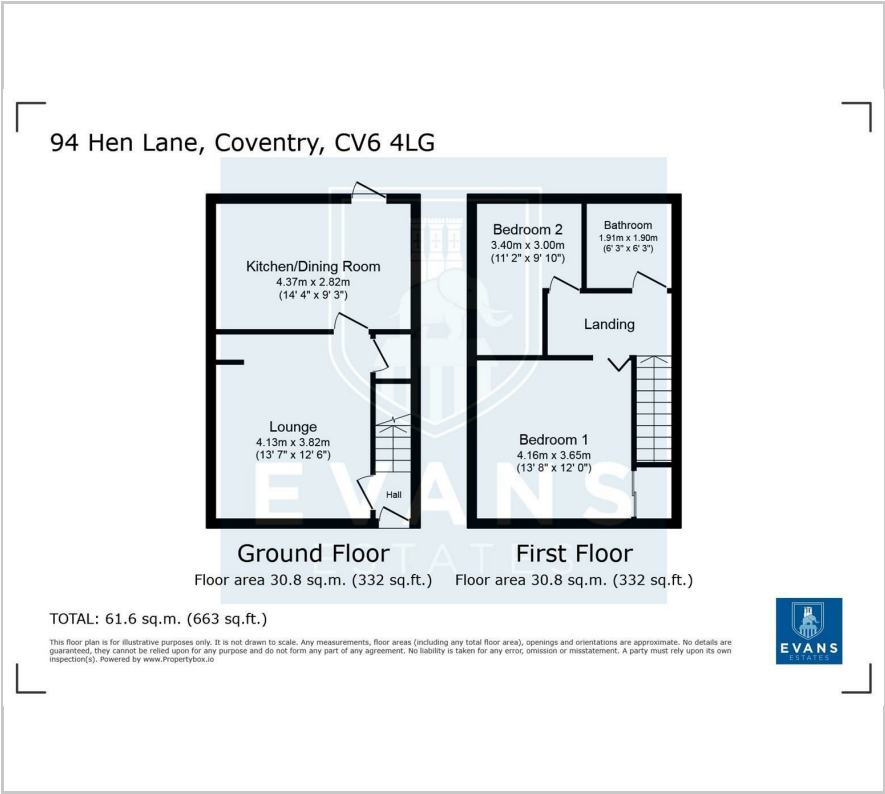 94 Hen Lane, Coventry, CV6 4LG
Kitchen/Dining Room
4.37m x 2.82m
(14' 4" x 9' 3")
Lounge
4.13m x 3.82m
(13' 7" x 12' 6")
Hall
Bedroom 2
3.40m x 3.00m
(11' 2" x 9' 10")
Bathroom
1.91m x 1.90m
(6' 3" x 6' 3")
Landing
Bedroom 1
4.16m x 3.65m
(13' 8" x 12' 0")
EVANS
ESTATES
Ground Floor
Floor area 30.8 sq.m. (332 sq.ft.)
First Floor
Floor area 30.8 sq.m. (332 sq.ft.)
TOTAL: 61.6 sq.m. (663 sq.ft.)
This floor plan is for illustrative purposes only. It is not drawn to scale. Any measurements, floor areas (including any total floor area), openings and orientations are approximate. No details are
guaranteed, they cannot be relied upon for any purpose and do not form any part of any agreement. No liability is taken for any error, omission or misstatement. A party must rely upon its own
inspection(s). Powered by www.Propertybox.io
EVANS
ESTATES